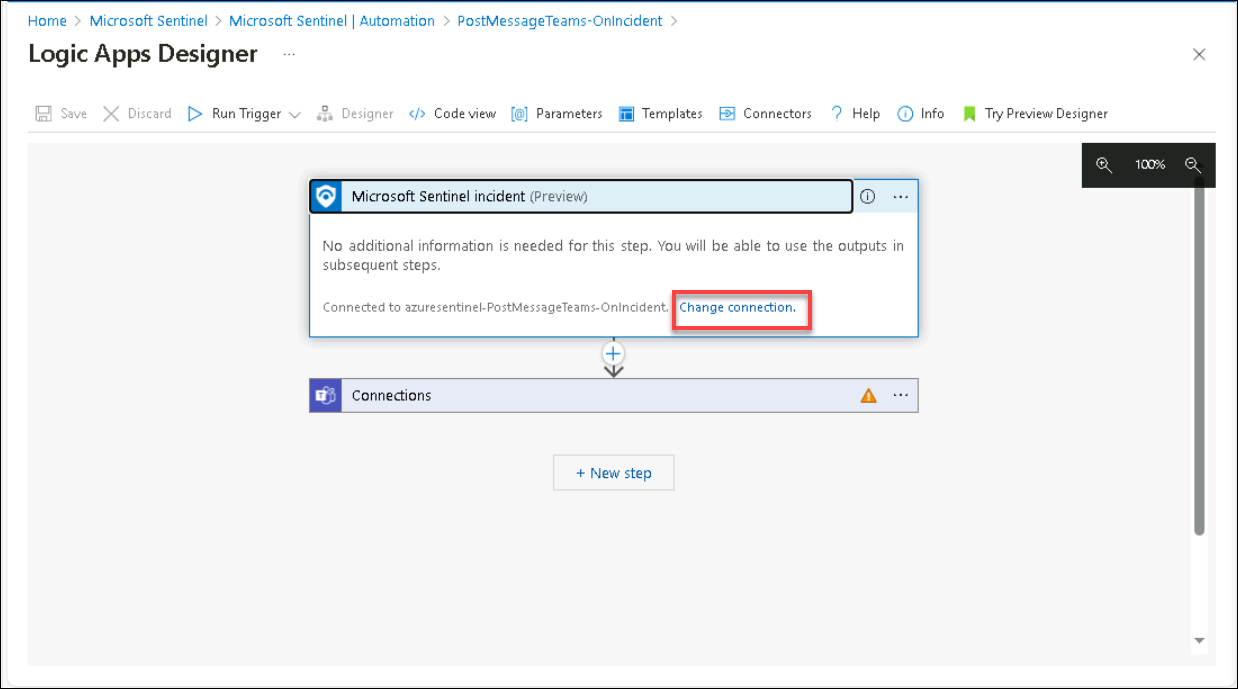 Home > Microsoft Sentinel > Microsoft Sentinel | Automation > PostMessageTeams-OnIncident >
Logic Apps Designer ...
Save Discard Run Trigger Designer </> Code view [@] Parameters Templates Connectors ? Help Info Try Preview Designer
100%
Microsoft Sentinel incident (Preview)
No additional information is needed for this step. You will be able to use the outputs in
subsequent steps.
Connected to azuresentinel-PostMessageTeams-OnIncident. Change connection.
Connections
+ New step